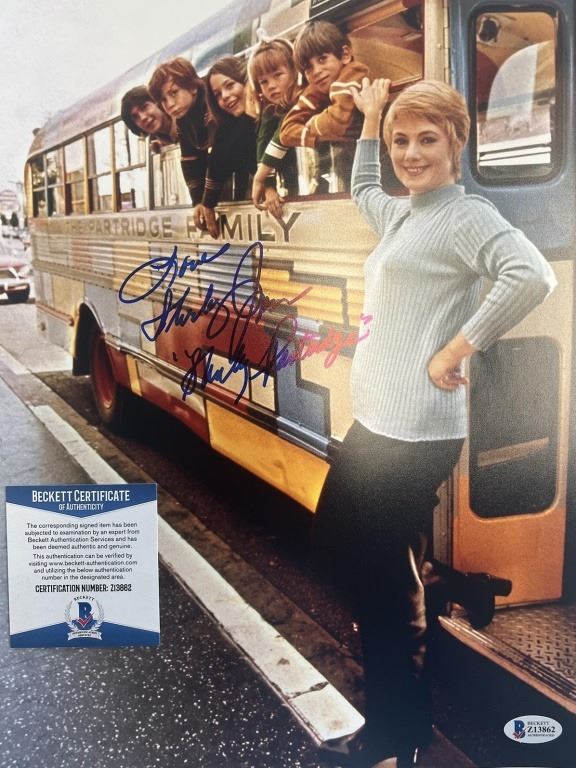 THE PARTRIDGE FAMILY
Love
Shirley Jones
"Shirley Partridge"
BECKETT CERTIFICATE
OF AUTHENTICITY
The corresponding signed item has been
subjected to examination by an expert from
Beckett Authentication Services and has
been deemed authentic and genuine.
This authentication can be verified by
visiting www.beckett-authentication.com
and utilizing the below authentication
number in the designated area.
CERTIFICATION NUMBER: Z13862
BECKETT
B
B
BECKETT
Z13862
AUTHENTICATION